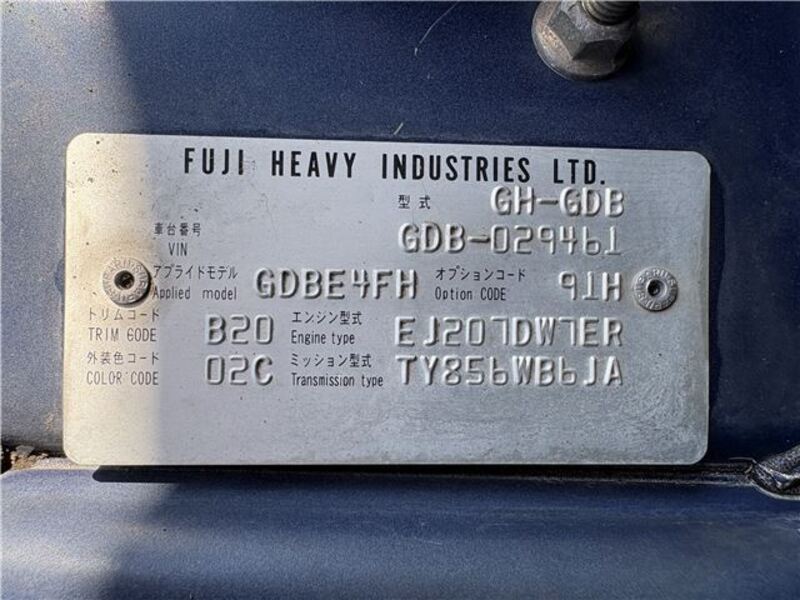 FUJI HEAVY INDUSTRIES LTD.
型式 GH-GDB
車台番号 VIN GDB-029461
アプライドモデル Applied model GDBE4FH オプションコード Option CODE 91H
トリムコード TRIM CODE B20 エンジン型式 Engine type EJ207DW7ER
外装色コード COLOR CODE 02C ミッション型式 Transmission type TY856WB6JA